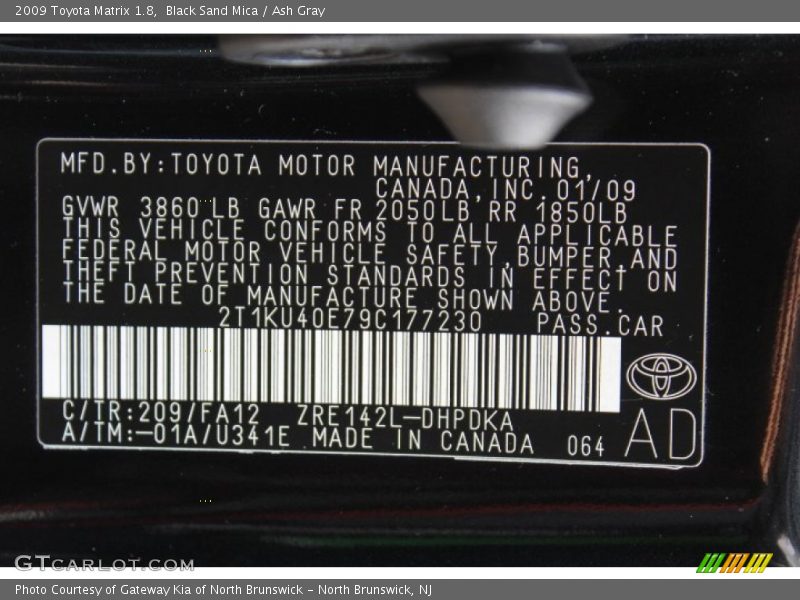 2009 Toyota Matrix 1.8,  Black Sand Mica / Ash Gray
MFD.BY:TOYOTA MOTOR MANUFACTURING,
CANADA,INC.01/09
GVWR 3860 LB GAWR FR 2050LB,RR 1850LB
THIS VEHICLE CONFORMS TO ALL APPLICABLE
FEDERAL MOTOR VEHICLE SAFETY,BUMPER,AND
THEFT PREVENTION STANDARDS IN EFFECT ON
THE DATE OF MANUFACTURE SHOWN ABOVE.
2T1KU40E79C177230 PASS.CAR
C/TR:209/FA12 ZRE142L-DHPDKA
A/TM:-01A/U341E MADE IN CANADA 064
AD
GTCARLOT.COM
Photo Courtesy of Gateway Kia of North Brunswick - North Brunswick, NJ